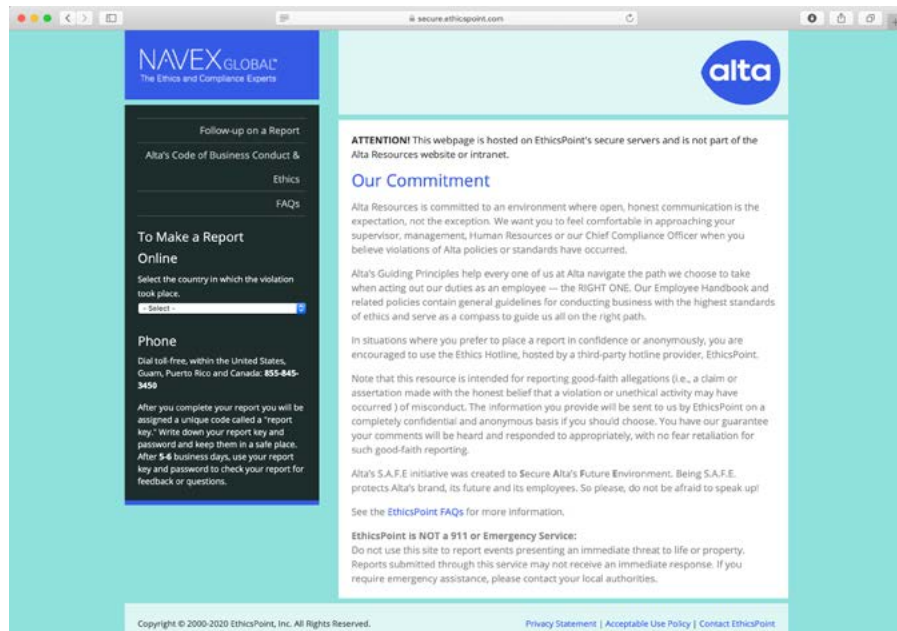 secure.ethicspoint.com
NAVEX GLOBAL™
The Ethics and Compliance Experts
alta
Follow-up on a Report
Alta's Code of Business Conduct &
Ethics
FAQs
To Make a Report
Online
Select the country in which the violation
took place.
- Select -
Phone
Dial toll-free, within the United States,
Guam, Puerto Rico and Canada: 855-845-
3450
After you complete your report you will be
assigned a unique code called a "report
key." Write down your report key and
password and keep them in a safe place.
After 5-6 business days, use your report
key and password to check your report for
feedback or questions.
ATTENTION! This webpage is hosted on EthicsPoint's secure servers and is not part of the
Alta Resources website or intranet.
Our Commitment
Alta Resources is committed to an environment where open, honest communication is the
expectation, not the exception. We want you to feel comfortable in approaching your
supervisor, management, Human Resources or our Chief Compliance Officer when you
believe violations of Alta policies or standards have occurred.
Alta's Guiding Principles help every one of us at Alta navigate the path we choose to take
when acting out our duties as an employee — the RIGHT ONE. Our Employee Handbook and
related policies contain general guidelines for conducting business with the highest standards
of ethics and serve as a compass to guide us all on the right path.
In situations where you prefer to place a report in confidence or anonymously, you are
encouraged to use the Ethics Hotline, hosted by a third-party hotline provider, EthicsPoint.
Note that this resource is intended for reporting good-faith allegations (i.e., a claim or
assertation made with the honest belief that a violation or unethical activity may have
occurred ) of misconduct. The information you provide will be sent to us by EthicsPoint on a
completely confidential and anonymous basis if you should choose. You have our guarantee
your comments will be heard and responded to appropriately, with no fear retaliation for
such good-faith reporting.
Alta's S.A.F.E initiative was created to Secure Alta's Future Environment. Being S.A.F.E.
protects Alta's brand, its future and its employees. So please, do not be afraid to speak up!
See the EthicsPoint FAQs for more information.
EthicsPoint is NOT a 911 or Emergency Service:
Do not use this site to report events presenting an immediate threat to life or property.
Reports submitted through this service may not receive an immediate response. If you
require emergency assistance, please contact your local authorities.
Copyright © 2000-2020 EthicsPoint, Inc. All Rights Reserved.
Privacy Statement | Acceptable Use Policy | Contact EthicsPoint